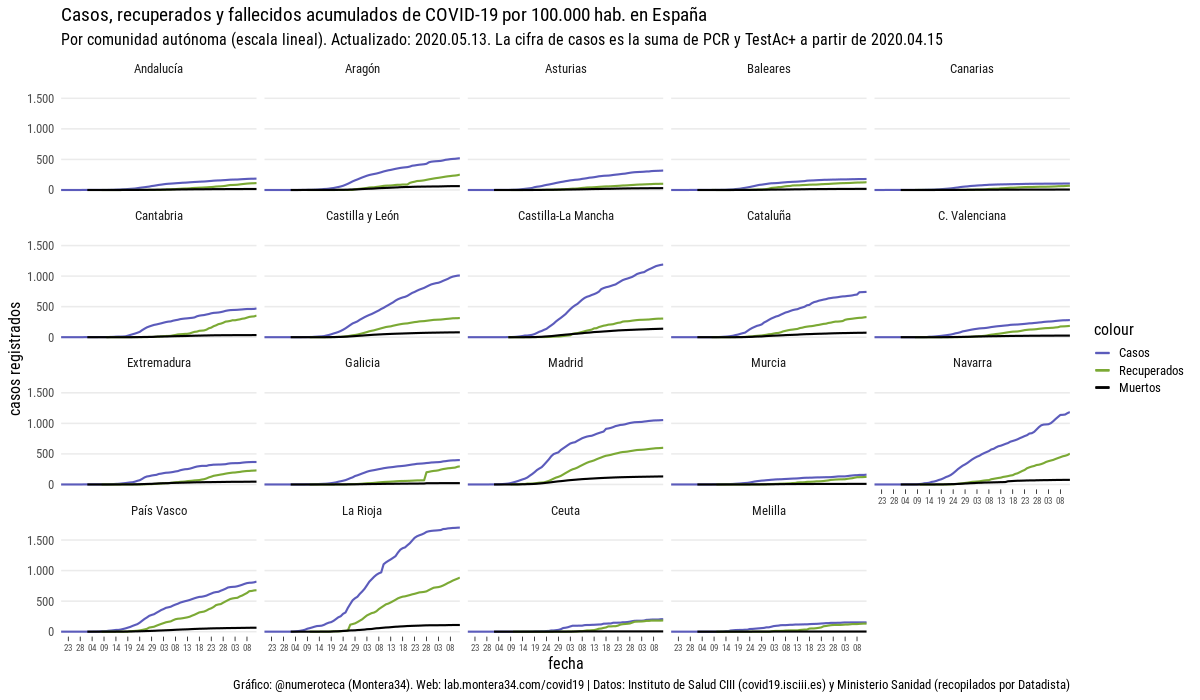 Casos, recuperados y fallecidos acumulados de COVID-19 por 100.000 hab. en España
Por comunidad autónoma (escala lineal). Actualizado: 2020.05.13. La cifra de casos es la suma de PCR y TestAc+ a partir de 2020.04.15
Andalucía Aragón Asturias Baleares Canarias
1.500
1.000
500
0
Cantabria Castilla y León Castilla-La Mancha Cataluña C. Valenciana
1.500
1.000
500
0
Extremadura Galicia Madrid Murcia Navarra
1.500
1.000
500
0
23 28 04 09 14 19 24 29 03 08 13 18 23 28 03 08
País Vasco La Rioja Ceuta Melilla
1.500
1.000
500
0
23 28 04 09 14 19 24 29 03 08 13 18 23 28 03 08 23 28 04 09 14 19 24 29 03 08 13 18 23 28 03 08 23 28 04 09 14 19 24 29 03 08 13 18 23 28 03 08 23 28 04 09 14 19 24 29 03 08 13 18 23 28 03 08
casos registrados
fecha
colour
Casos
Recuperados
Muertos
Gráfico: @numeroteca (Montera34). Web: lab.montera34.com/covid19 | Datos: Instituto de Salud CIII (covid19.isciii.es) y Ministerio Sanidad (recopilados por Datadista)